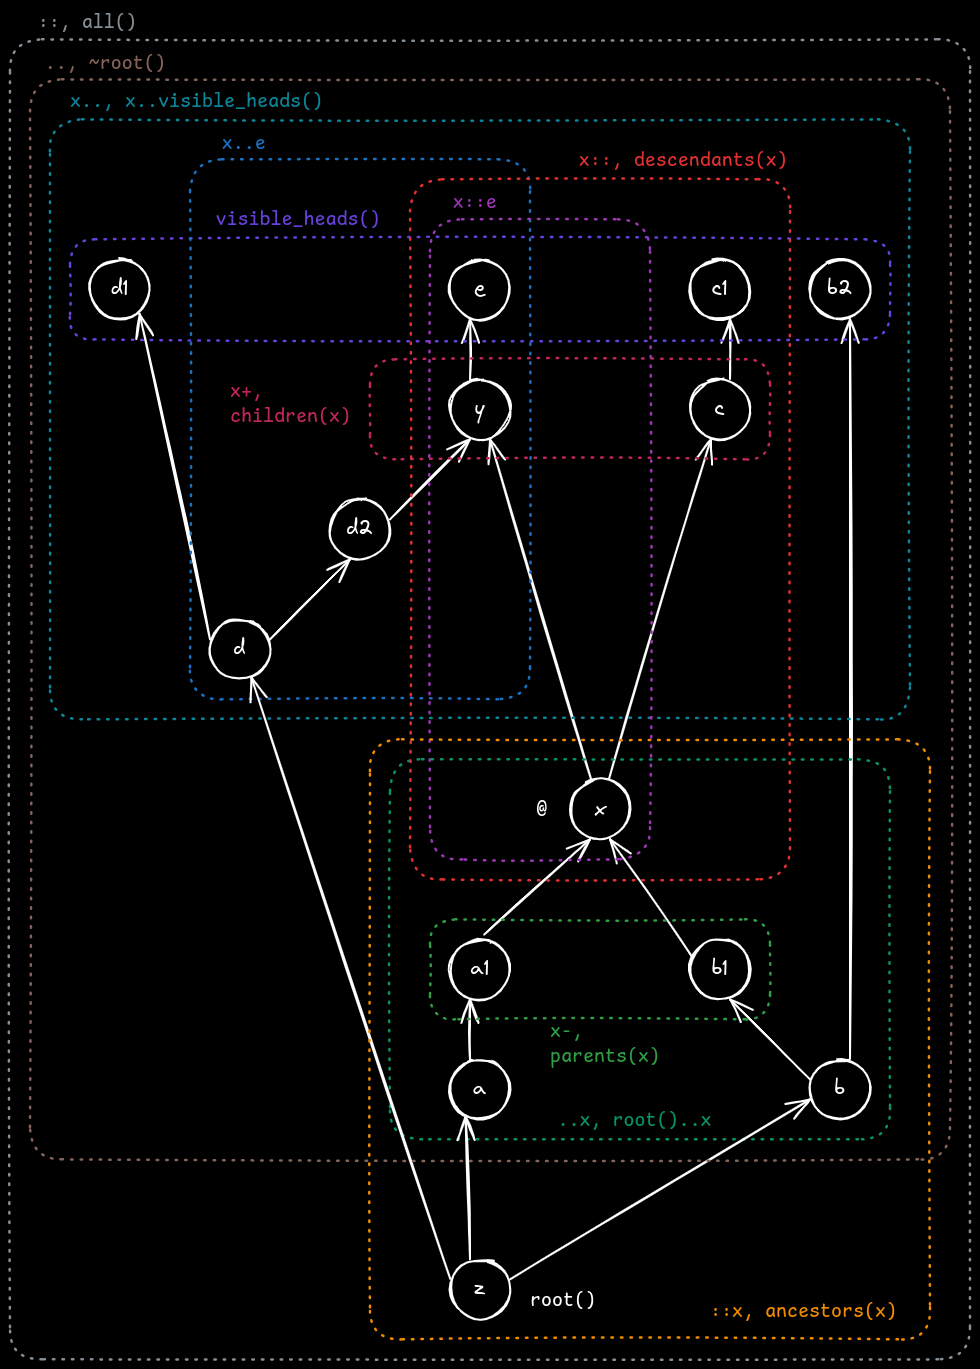 ::, all()
.., ~root()
x.., x..visible_heads()
x..e
x::, descendants(x)
x::e
visible_heads()
d1
e
c1
b2
x+,
children(x)
y
c
d2
d
@
x
a1
b1
x-,
parents(x)
a
b
..x, root()..x
z
root()
::x, ancestors(x)